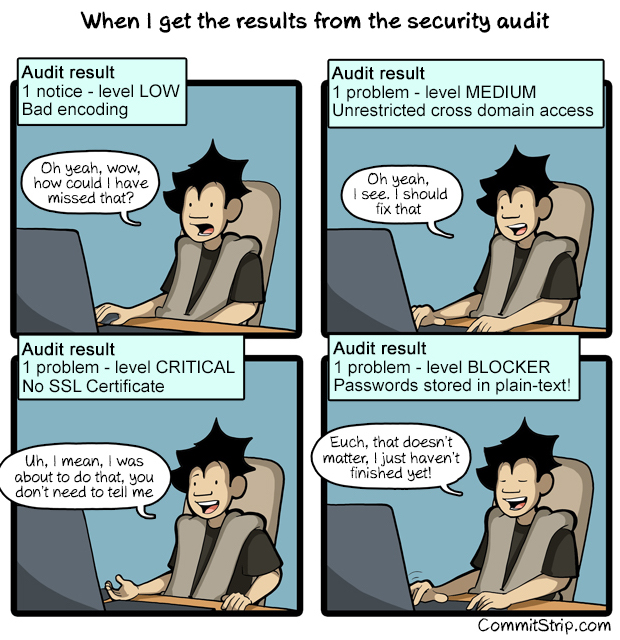 When I get the results from the security audit
Audit result
1 notice - level LOW
Bad encoding
Oh yeah, wow,
how could I have
missed that?
Audit result
1 problem - level MEDIUM
Unrestricted cross domain access
Oh yeah,
I see. I should
fix that
Audit result
1 problem - level CRITICAL
No SSL Certificate
Uh, I mean, I was
about to do that, you
don't need to tell me
Audit result
1 problem - level BLOCKER
Passwords stored in plain-text!
Euch, that doesn't
matter, I just haven't
finished yet!
CommitStrip.com